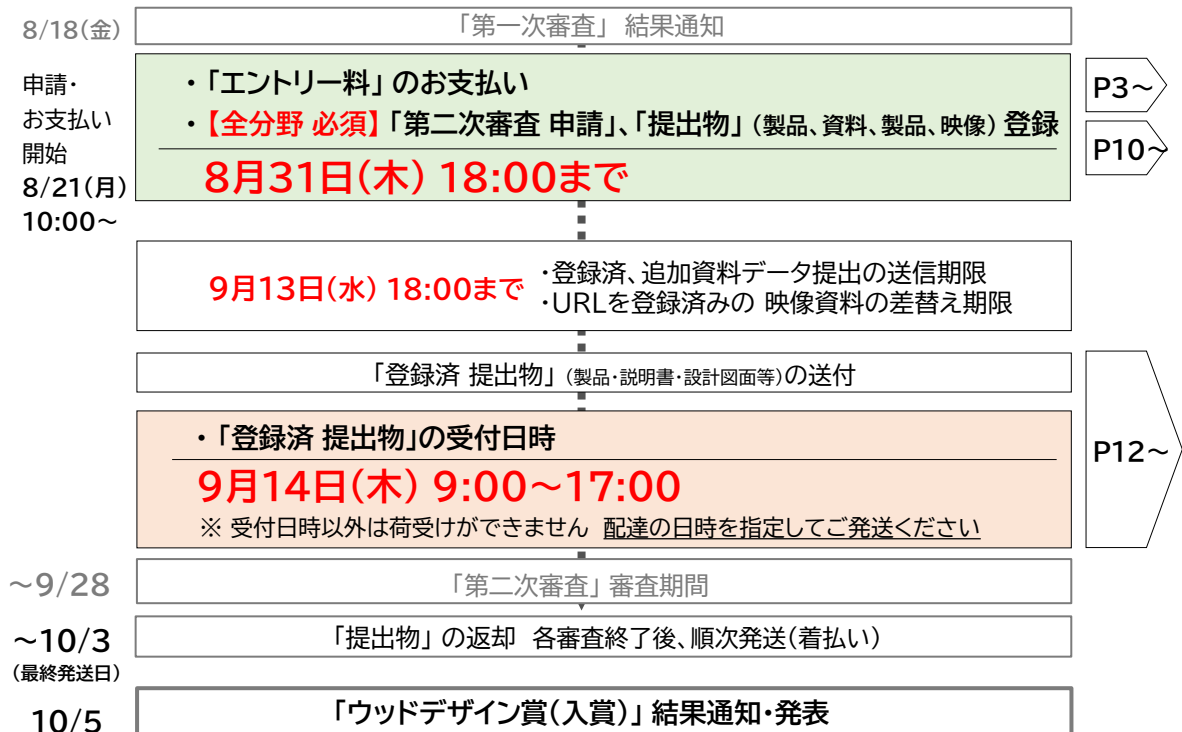 8/18(金)
「第一次審査」 結果通知
申請・
お支払い
開始
8/21(月)
10:00～
・「エントリー料」のお支払い
・【全分野 必須】「第二次審査 申請」、「提出物」（製品、資料、製品、映像）登録
8月31日(木) 18:00まで
P3～
P10～
9月13日(水) 18:00まで
・登録済、追加資料データ提出の送信期限
・URLを登録済みの 映像資料の差替え期限
「登録済 提出物」（製品・説明書・設計図面等）の送付
・「登録済 提出物」の受付日時
9月14日(木) 9:00～17:00
※ 受付日時以外は荷受けができません 配達の日時を指定してご発送ください
P12～
～9/28
「第二次審査」審査期間
～10/3
(最終発送日)
「提出物」の返却 各審査終了後、順次発送(着払い)
10/5
「ウッドデザイン賞(入賞)」結果通知・発表